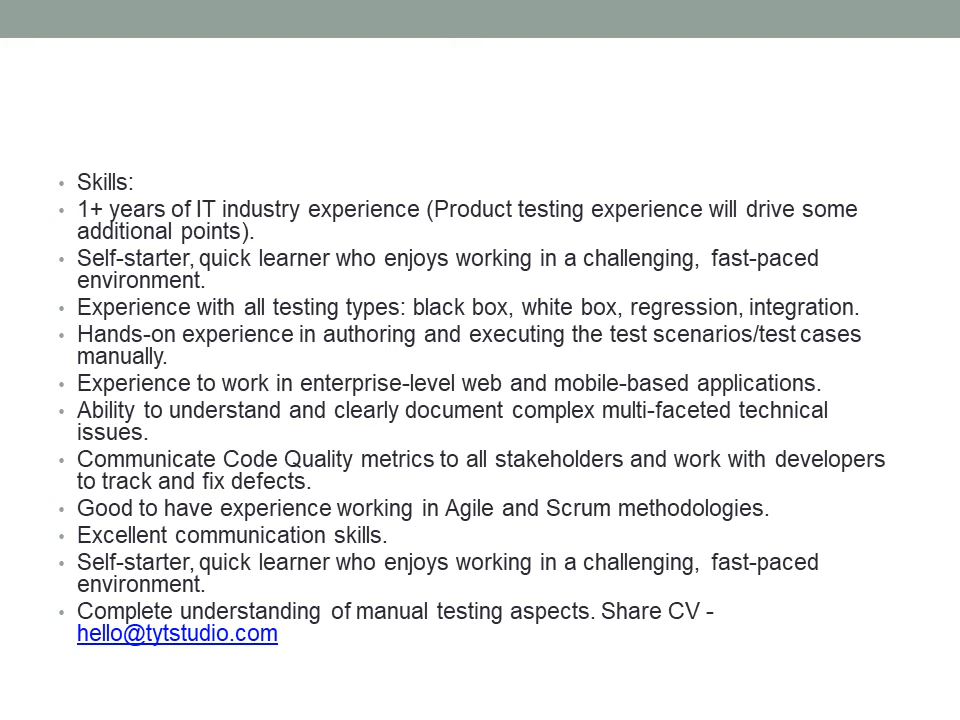 • Skills:
• 1+ years of IT industry experience (Product testing experience will drive some
additional points).
• Self-starter, quick learner who enjoys working in a challenging, fast-paced
environment.
• Experience with all testing types: black box, white box, regression, integration.
• Hands-on experience in authoring and executing the test scenarios/test cases
manually.
• Experience to work in enterprise-level web and mobile-based applications.
• Ability to understand and clearly document complex multi-faceted technical
issues.
• Communicate Code Quality metrics to all stakeholders and work with developers
to track and fix defects.
• Good to have experience working in Agile and Scrum methodologies.
• Excellent communication skills.
• Self-starter, quick learner who enjoys working in a challenging, fast-paced
environment.
• Complete understanding of manual testing aspects. Share CV -
hello@tytstudio.com